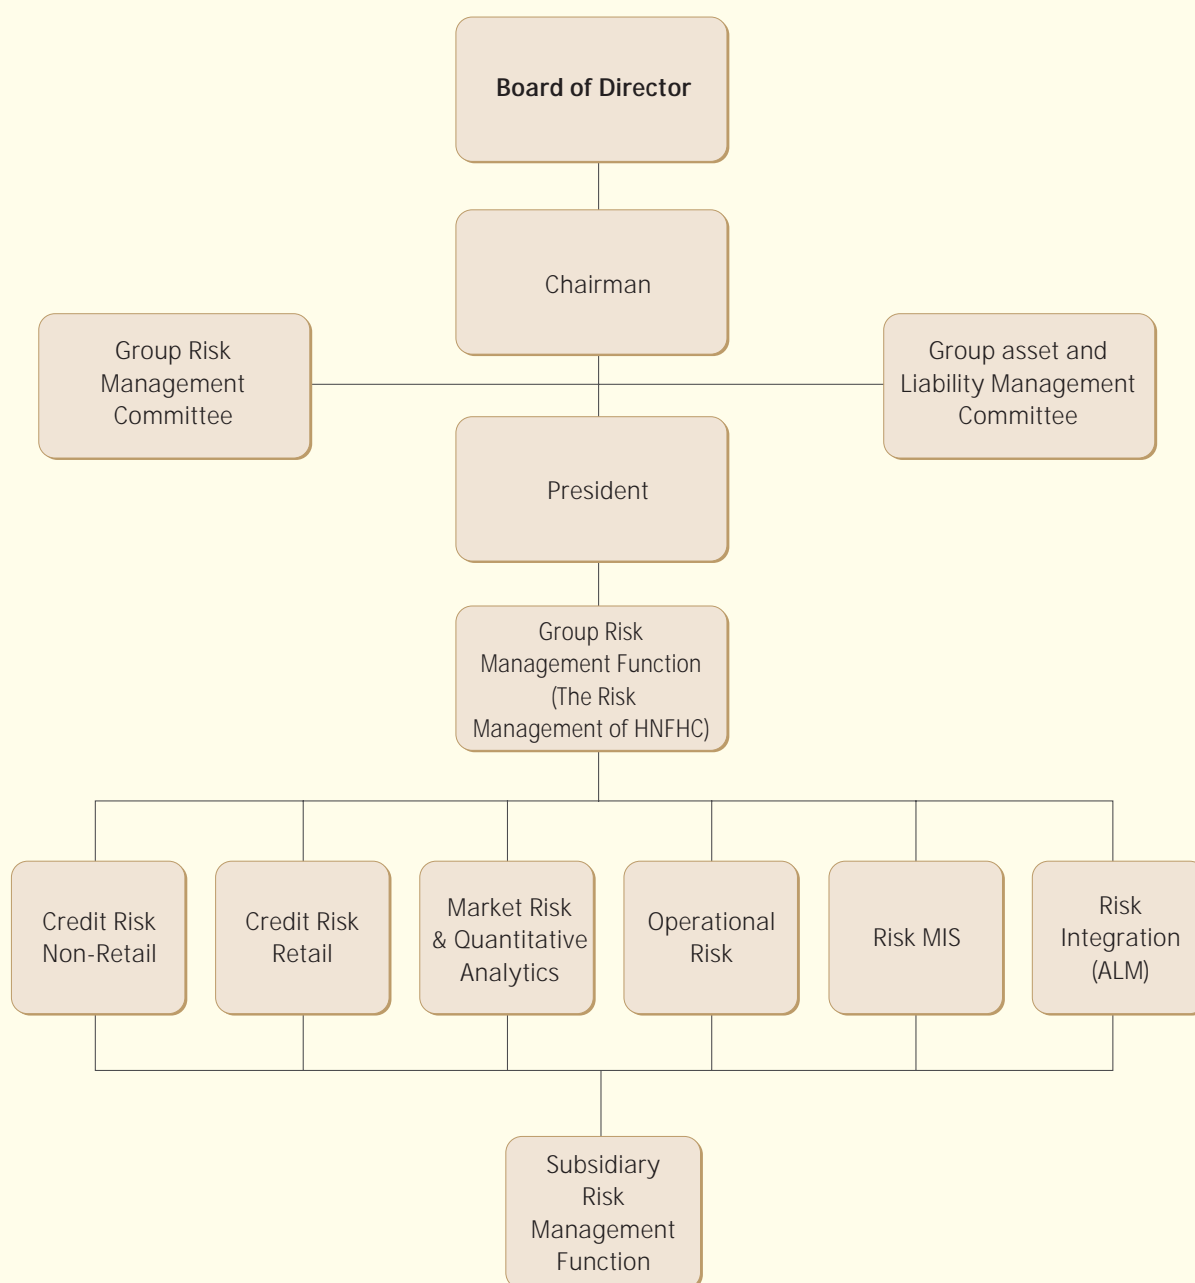 Board of Director
Chairman
Group Risk
Management
Committee
Group asset and
Liability Management
Committee
President
Group Risk
Management Function
(The Risk
Management of HNFHC)
Credit Risk
Non-Retail
Credit Risk
Retail
Market Risk
& Quantitative
Analytics
Operational
Risk
Risk MIS
Risk
Integration
(ALM)
Subsidiary
Risk
Management
Function